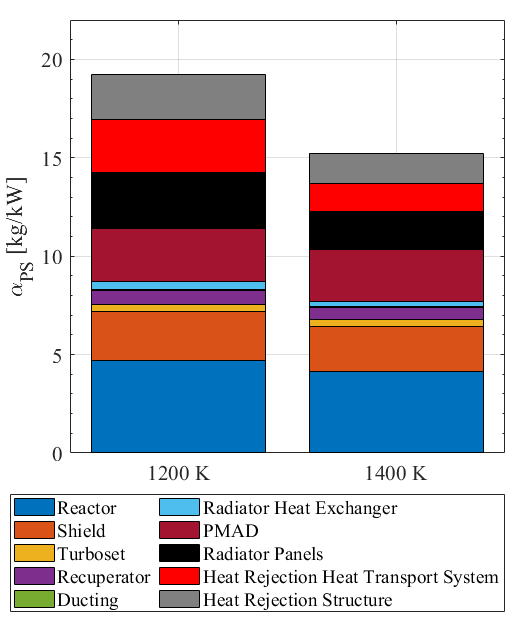 20
15
10
5
0
α_PS [kg/kW]
1200 K
1400 K
Reactor
Shield
Turboset
Recuperator
Ducting
Radiator Heat Exchanger
PMAD
Radiator Panels
Heat Rejection Heat Transport System
Heat Rejection Structure